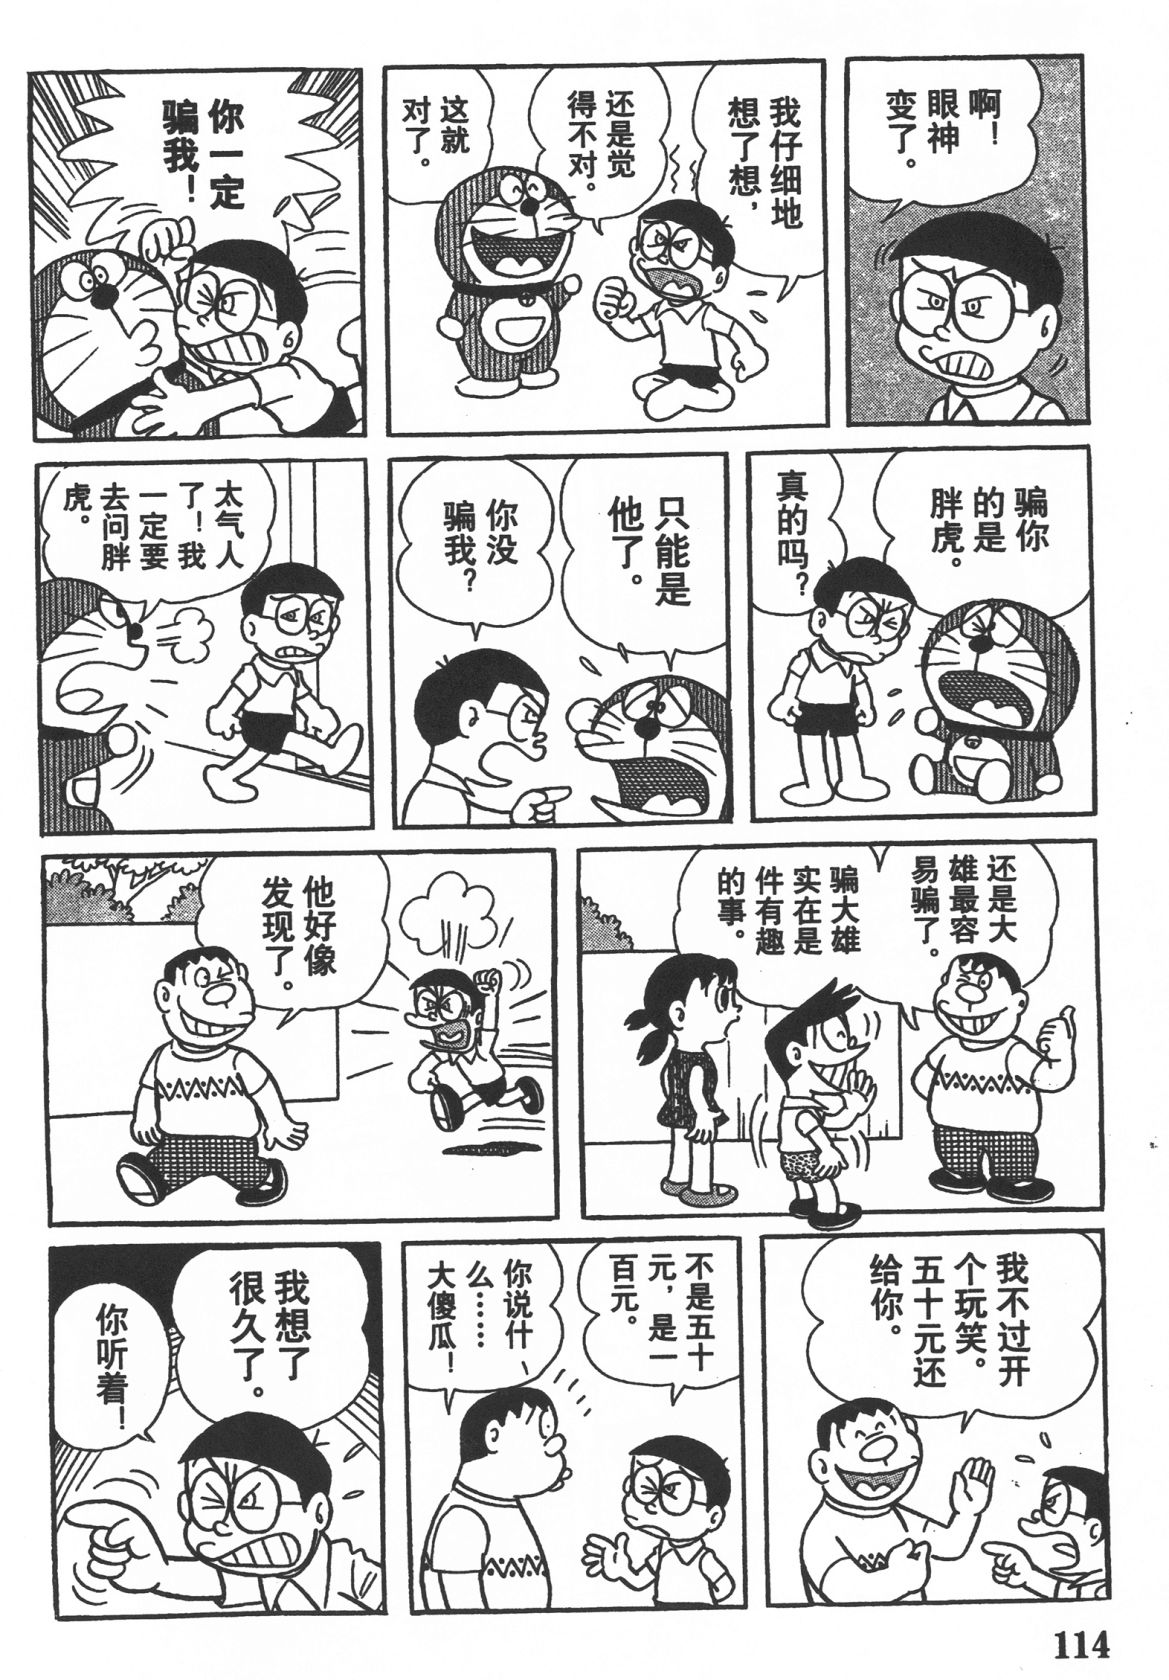 啊！
眼神
变了。
我仔细地
想了想，
还是觉
得不对。
这就
对了。
你一定
骗我！
骗你
的是
胖虎。
真的吗？
只能是
他了。
你没
骗我？
太气人
了！我
一定要
去问胖
虎。
还是大
雄最容
易骗了。
骗大雄
实在是
件有趣
的事。
他好像
发现了。
我不过开
个玩笑。
五十元还
给你。
不是五十
元，是一
百元。
你说什
么……
大傻瓜！
我想了
很久了。
你听着！
114